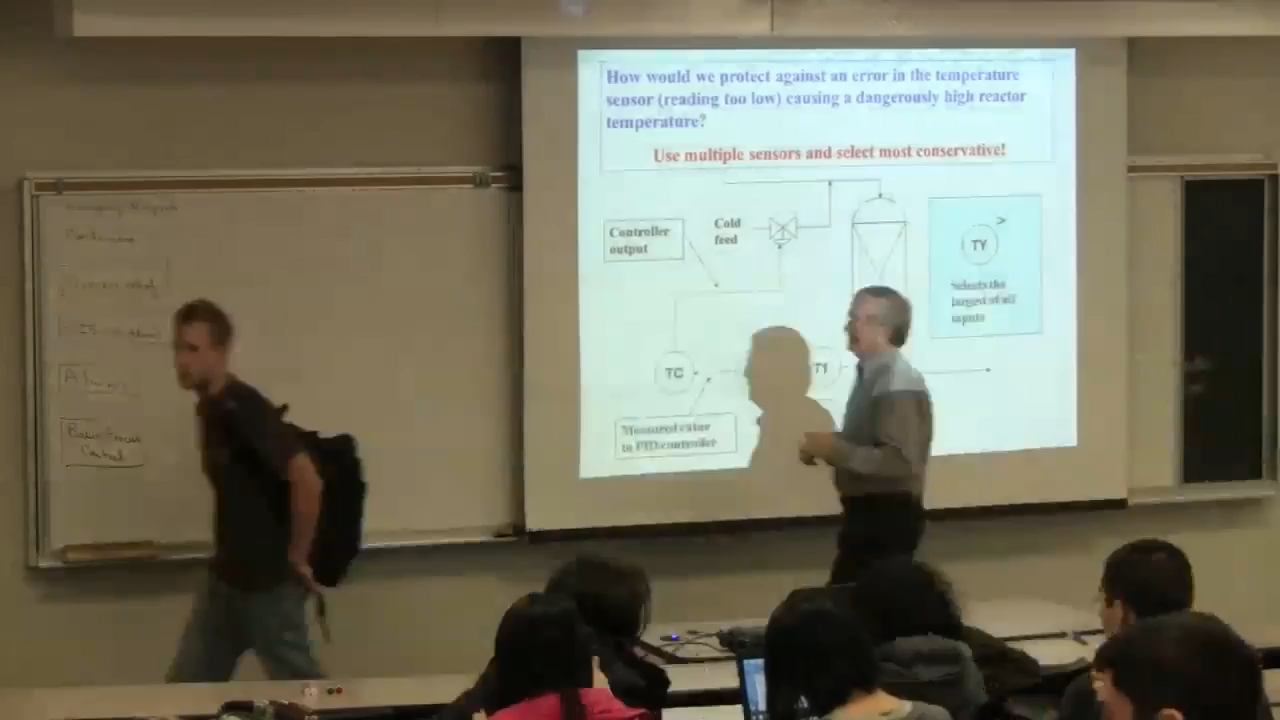 How would we protect against an error in the temperature
sensor (reading too low) causing a dangerously high reactor
temperature?
Use multiple sensors and select most conservative!
Controller
output
Cold
feed
>
TY
Selects the
largest of all
inputs
TC
T1
Measured value
to PID controller
Control